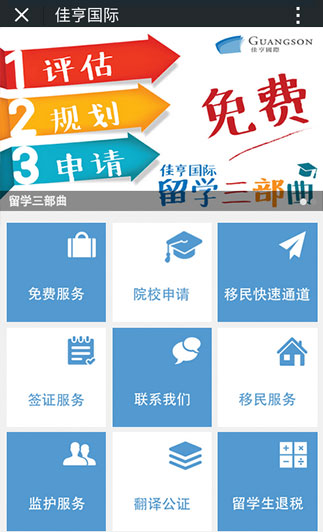 佳亨国际
GUANGSON
佳亨國際
1 评估
2 规划
3 申请
免费
佳亨国际
留学三部曲
留学三部曲
免费服务
院校申请
移民快速通道
签证服务
联系我们
移民服务
监护服务
翻译公证
留学生退税